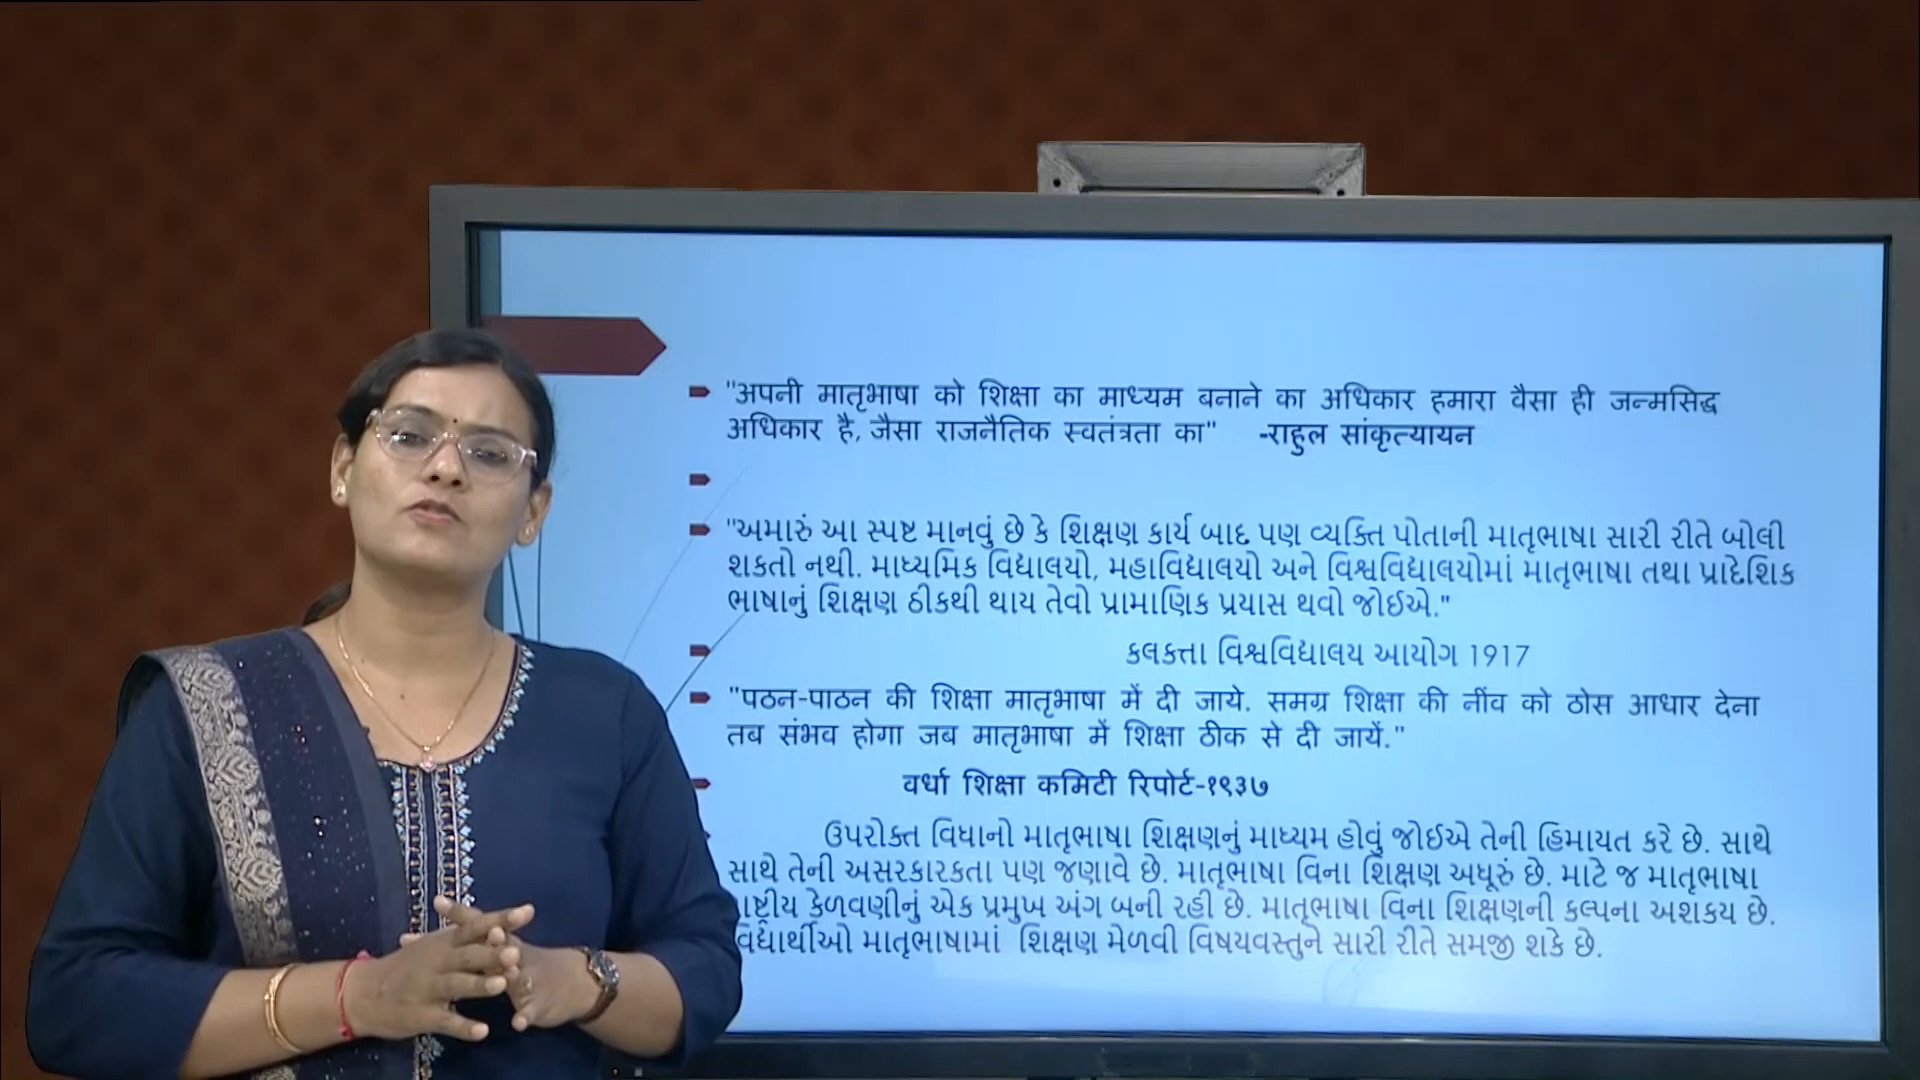 "अपनी मातृभाषा को शिक्षा का माध्यम बनाने का अधिकार हमारा वैसा ही जन्मसिद्ध
अधिकार है, जैसा राजनैतिक स्वतंत्रता का" -राहुल सांकृत्यायन
"અમારું આ સ્પષ્ટ માનવું છે કે શિક્ષણ કાર્ય બાદ પણ વ્યક્તિ પોતાની માતૃભાષા સારી રીતે બોલી
શકતો નથી. માધ્યમિક વિદ્યાલયો, મહાવિદ્યાલયો અને વિશ્વવિદ્યાલયોમાં માતૃભાષા તથા પ્રાદેશિક
ભાષાનું શિક્ષણ ઠીકથી થાય તેવો પ્રામાણિક પ્રયાસ થવો જોઈએ."
કલકત્તા વિશ્વવિદ્યાલય આયોગ 1917
"पठन-पाठन की शिक्षा मातृभाषा में दी जाये. समग्र शिक्षा की नींव को ठोस आधार देना
तब संभव होगा जब मातृभाषा में शिक्षा ठीक से दी जायें."
वर्धा शिक्षा कमिटी रिपोर्ट-१९३७
ઉપરોક્ત વિધાનો માતૃભાષા શિક્ષણનું માધ્યમ હોવું જોઈએ તેની હિમાયત કરે છે. સાથે
સાથે તેની અસરકારકતા પણ જણાવે છે. માતૃભાષા વિના શિક્ષણ અધૂરું છે. માટે જ માતૃભાષા
કેળવણીનું એક પ્રમુખ અંગ બની રહી છે. માતૃભાષા વિના શિક્ષણની કલ્પના અશકય છે.
વિદ્યાર્થીઓ માતૃભાષામાં શિક્ષણ મેળવી વિષયવસ્તુને સારી રીતે સમજી શકે છે.